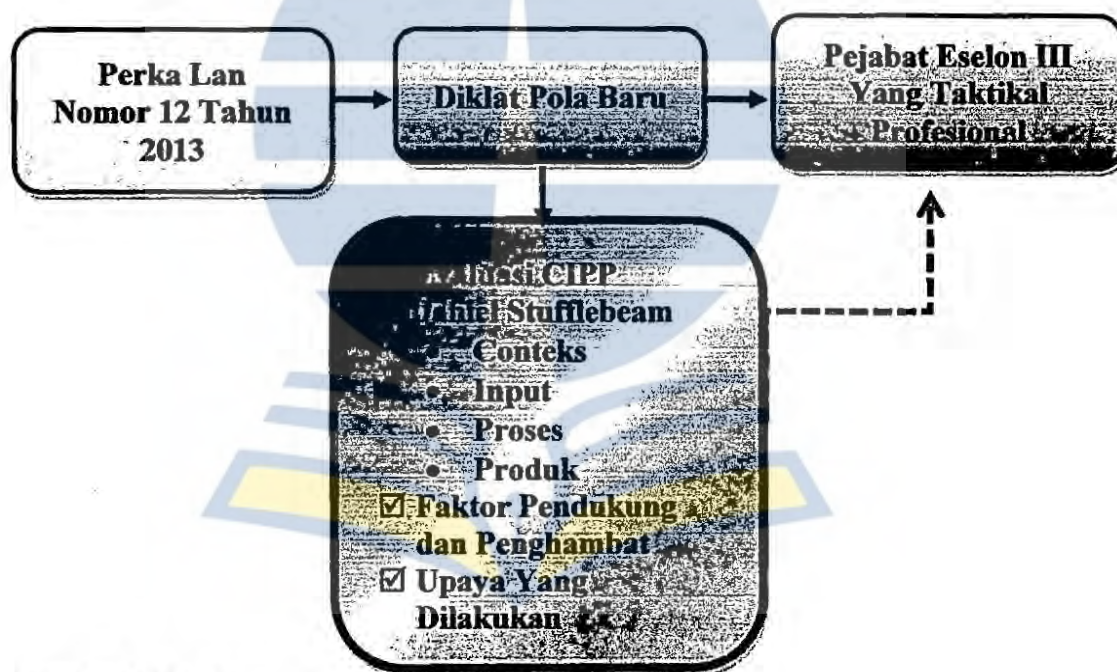 Perka Lan
Nomor 12 Tahun
2013
Diklat Pola Baru
Pejabat Eselon III
Yang Taktikal
Profesional
CIPP
Stufflebeam
• Conteks
• Input
• Proses
• Produk
☑ Faktor Pendukung
dan Penghambat
☑ Upaya Yang
Dilakukan